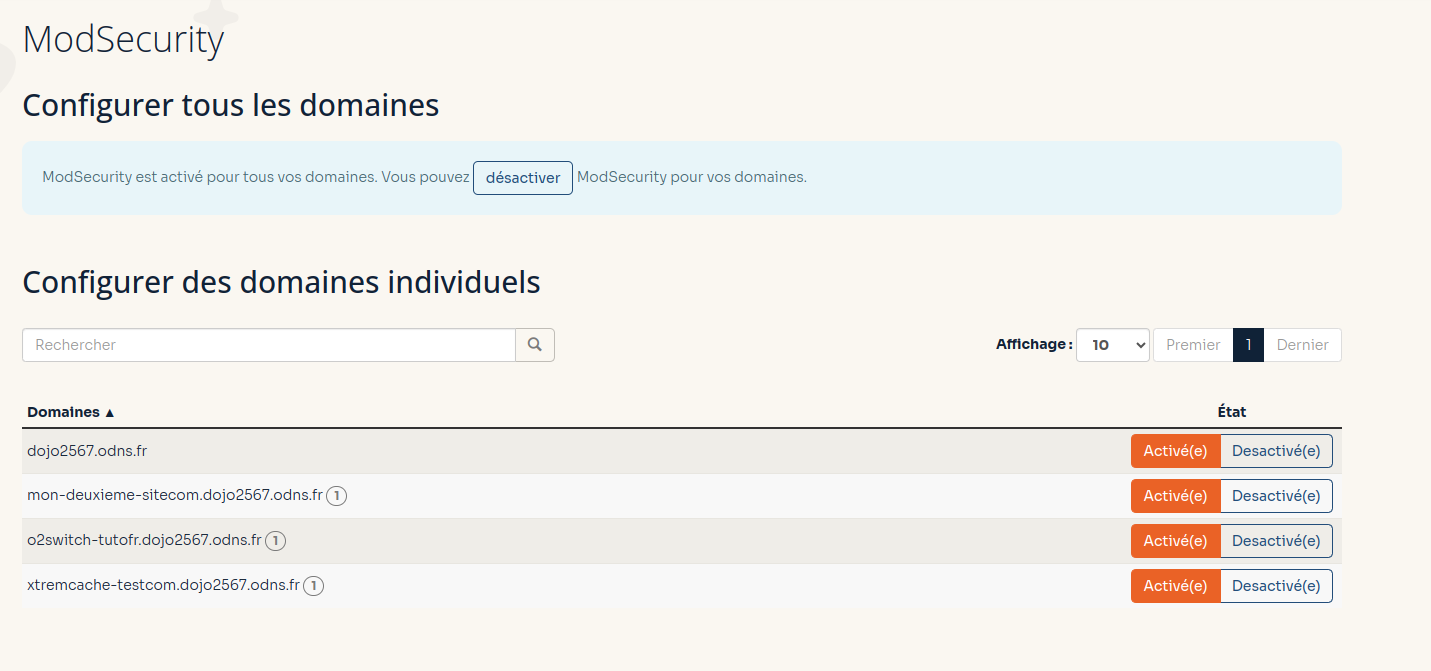 ModSecurity
Configurer tous les domaines
ModSecurity est activé pour tous vos domaines. Vous pouvez désactiver ModSecurity pour vos domaines.
Configurer des domaines individuels
Rechercher Affichage : 10 Premier 1 Dernier
Domaines ▲ État
dojo2567.odns.fr Activé(e) Desactivé(e)
mon-deuxieme-sitecom.dojo2567.odns.fr 1 Activé(e) Desactivé(e)
o2switch-tutofr.dojo2567.odns.fr 1 Activé(e) Desactivé(e)
xtremcache-testcom.dojo2567.odns.fr 1 Activé(e) Desactivé(e)